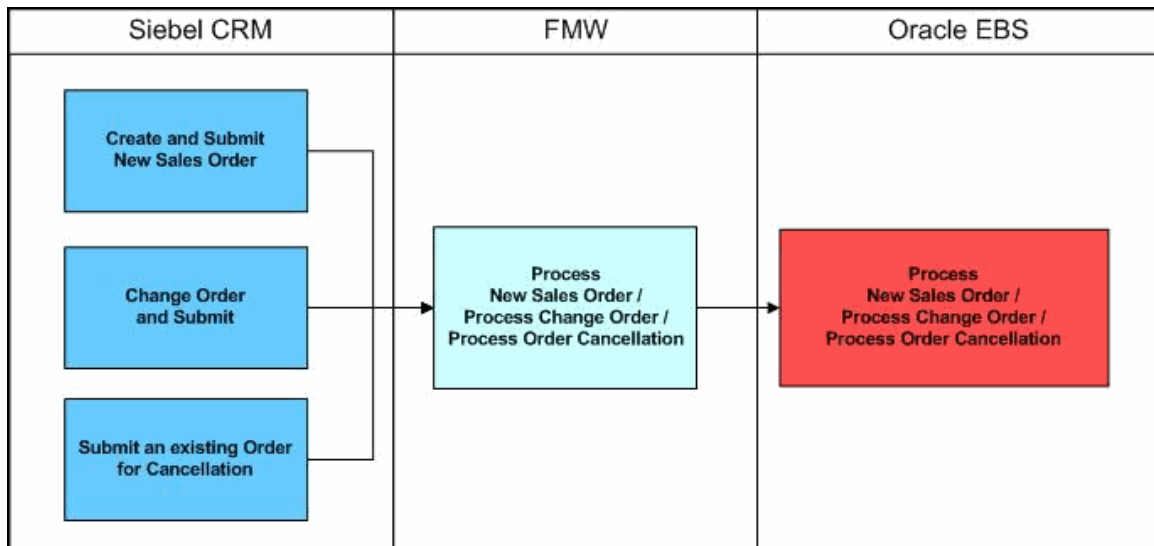 Siebel CRM
FMW
Oracle EBS
Create and Submit
New Sales Order
Change Order
and Submit
Submit an existing Order
for Cancellation
Process
New Sales Order /
Process Change Order /
Process Order Cancellation
Process
New Sales Order /
Process Change Order /
Process Order Cancellation